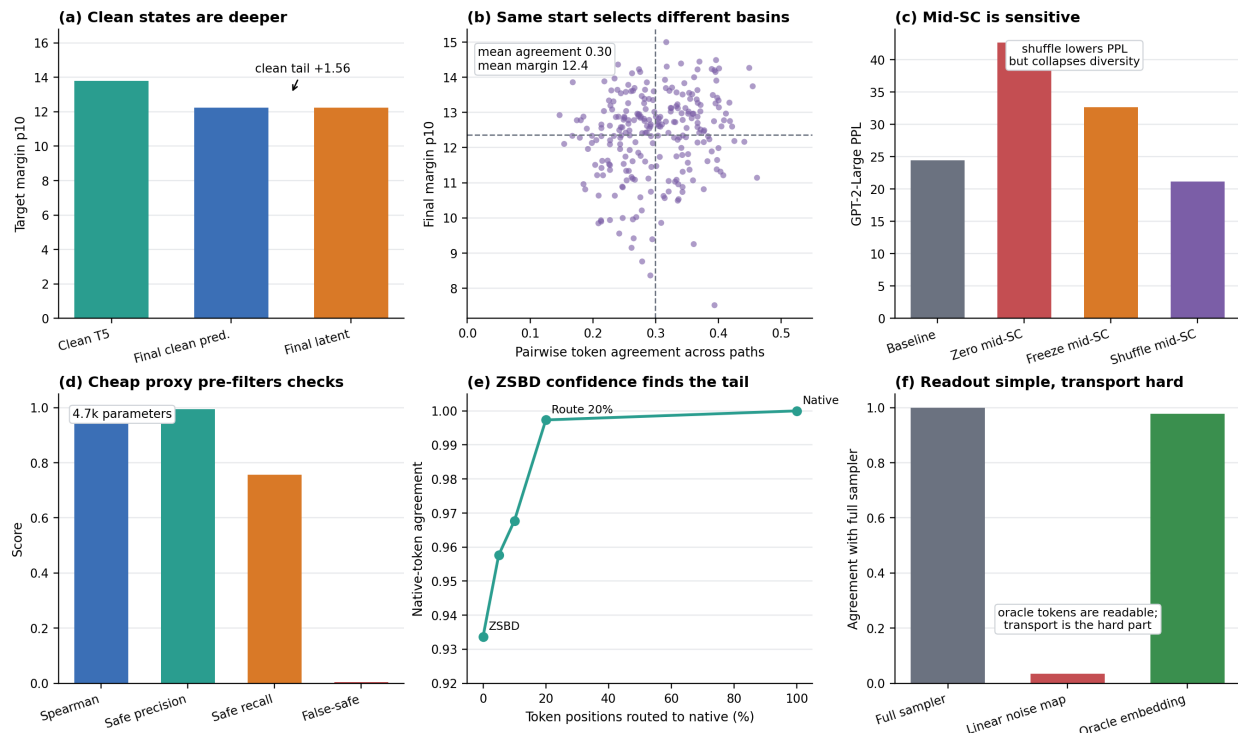 (a) Clean states are deeper
Target margin p10
16
14
12
10
8
6
4
2
0
clean tail +1.56
Clean T5
Final clean pred.
Final latent
(b) Same start selects different basins
Final margin p10
15
14
13
12
11
10
9
8
mean agreement 0.30
mean margin 12.4
0.0
0.1
0.2
0.3
0.4
0.5
Pairwise token agreement across paths
(c) Mid-SC is sensitive
GPT-2-Large PPL
40
35
30
25
20
15
10
5
0
shuffle lowers PPL
but collapses diversity
Baseline
Zero mid-SC
Freeze mid-SC
Shuffle mid-SC
(d) Cheap proxy pre-filters checks
Score
1.0
0.8
0.6
0.4
0.2
0.0
4.7k parameters
Spearman
Safe precision
Safe recall
False-safe
(e) ZSBD confidence finds the tail
Native-token agreement
1.00
0.99
0.98
0.97
0.96
0.95
0.94
0.93
0.92
Native
Route 20%
ZSBD
0
20
40
60
80
100
Token positions routed to native (%)
(f) Readout simple, transport hard
Agreement with full sampler
1.0
0.8
0.6
0.4
0.2
0.0
oracle tokens are readable;
transport is the hard part
Full sampler
Linear noise map
Oracle embedding